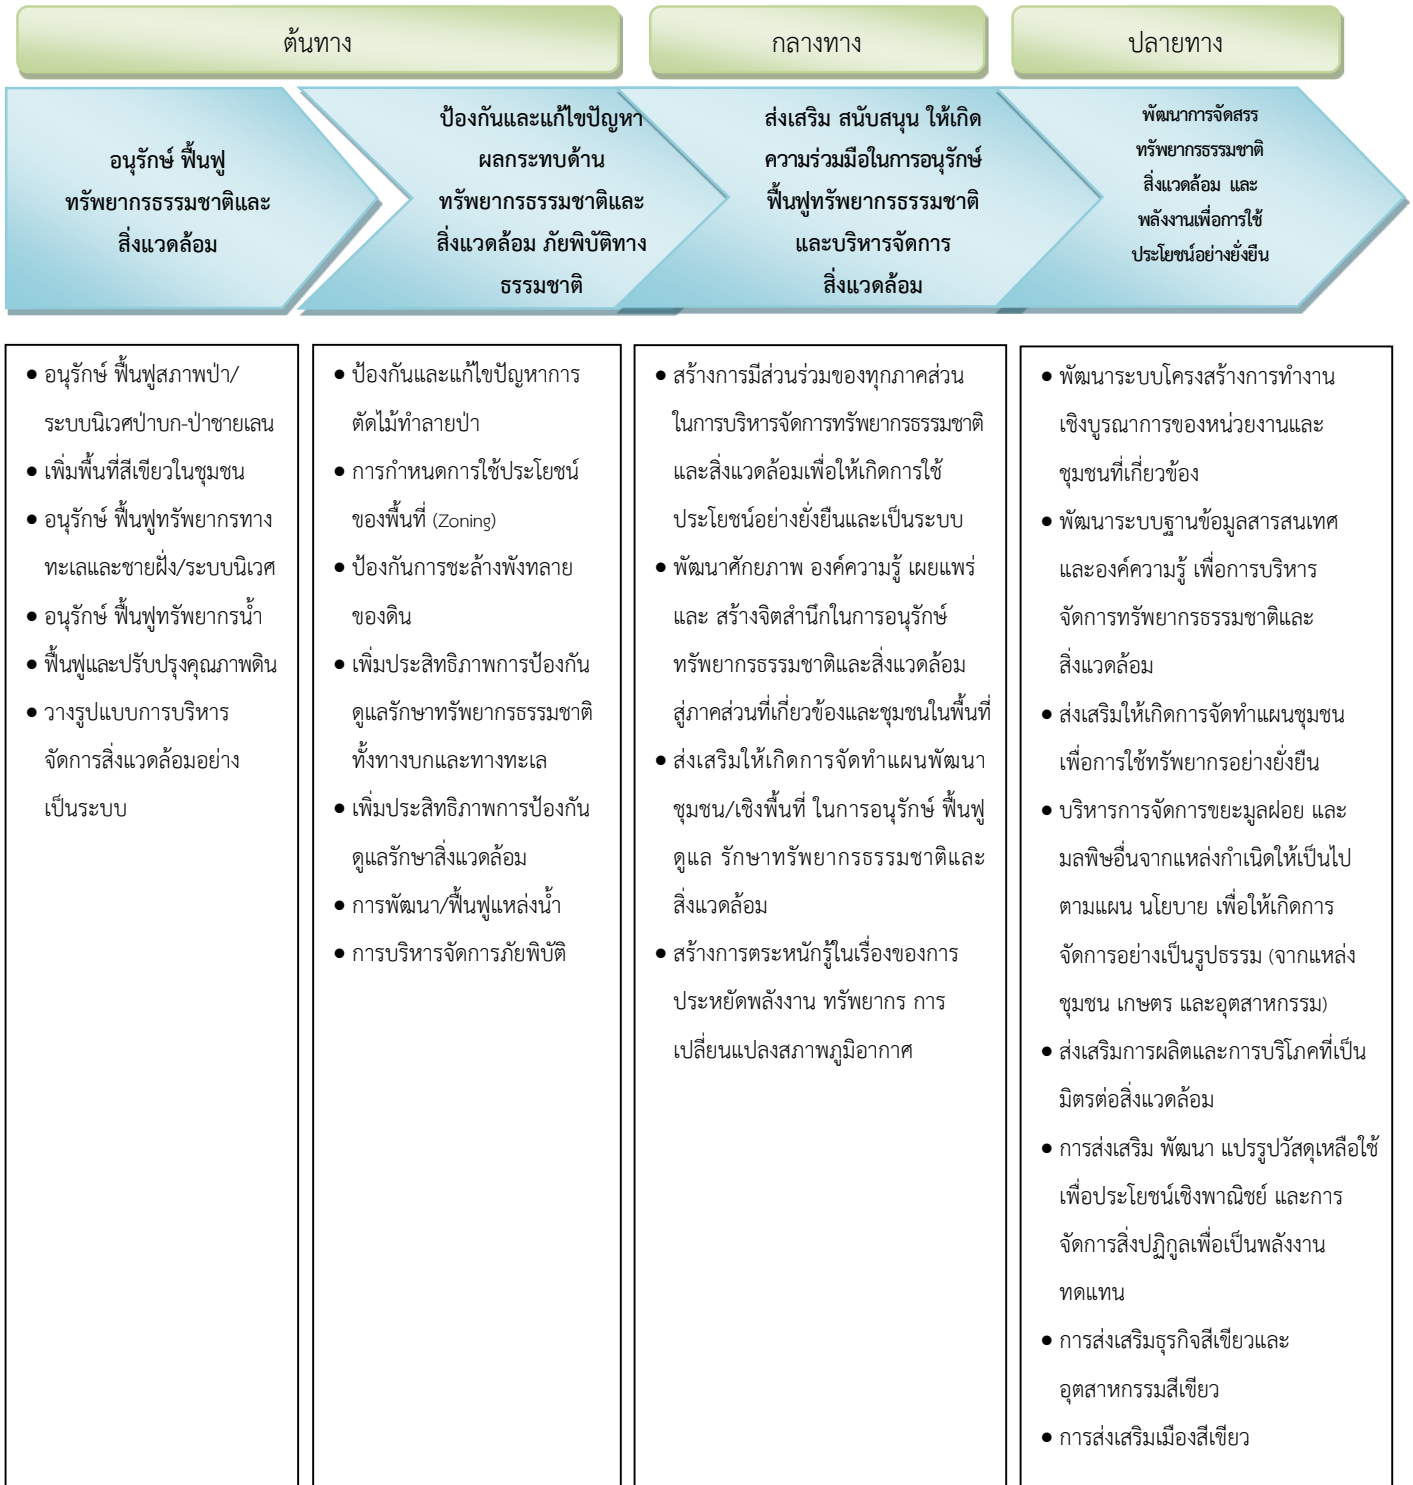 ต้นทาง
กลางทาง
ปลายทาง
อนุรักษ์ ฟื้นฟู
ทรัพยากรธรรมชาติและ
สิ่งแวดล้อม
ป้องกันและแก้ไขปัญหา
ผลกระทบด้าน
ทรัพยากรธรรมชาติและ
สิ่งแวดล้อม ภัยพิบัติทาง
ธรรมชาติ
ส่งเสริม สนับสนุน ให้เกิด
ความร่วมมือในการอนุรักษ์
ฟื้นฟูทรัพยากรธรรมชาติ
และบริหารจัดการ
สิ่งแวดล้อม
พัฒนาการจัดสรร
ทรัพยากรธรรมชาติ
สิ่งแวดล้อม และ
พลังงานเพื่อการใช้
ประโยชน์อย่างยั่งยืน
• อนุรักษ์ ฟื้นฟูสภาพป่า/
ระบบนิเวศป่าบก-ป่าชายเลน
• เพิ่มพื้นที่สีเขียวในชุมชน
• อนุรักษ์ ฟื้นฟูทรัพยากรทาง
ทะเลและชายฝั่ง/ระบบนิเวศ
• อนุรักษ์ ฟื้นฟูทรัพยากรน้ำ
• ฟื้นฟูและปรับปรุงคุณภาพดิน
• วางรูปแบบการบริหาร
จัดการสิ่งแวดล้อมอย่าง
เป็นระบบ
• ป้องกันและแก้ไขปัญหาการ
ตัดไม้ทำลายป่า
• การกำหนดการใช้ประโยชน์
ของพื้นที่ (Zoning)
• ป้องกันการชะล้างพังทลาย
ของดิน
• เพิ่มประสิทธิภาพการป้องกัน
ดูแลรักษาทรัพยากรธรรมชาติ
ทั้งทางบกและทางทะเล
• เพิ่มประสิทธิภาพการป้องกัน
ดูแลรักษาสิ่งแวดล้อม
• การพัฒนา/ฟื้นฟูแหล่งน้ำ
• การบริหารจัดการภัยพิบัติ
• สร้างการมีส่วนร่วมของทุกภาคส่วน
ในการบริหารจัดการทรัพยากรธรรมชาติ
และสิ่งแวดล้อมเพื่อให้เกิดการใช้
ประโยชน์อย่างยั่งยืนและเป็นระบบ
• พัฒนาศักยภาพ องค์ความรู้ เผยแพร่
และ สร้างจิตสำนึกในการอนุรักษ์
ทรัพยากรธรรมชาติและสิ่งแวดล้อม
สู่ภาคส่วนที่เกี่ยวข้องและชุมชนในพื้นที่
• ส่งเสริมให้เกิดการจัดทำแผนพัฒนา
ชุมชน/เชิงพื้นที่ ในการอนุรักษ์ ฟื้นฟู
ดูแล รักษาทรัพยากรธรรมชาติและ
สิ่งแวดล้อม
• สร้างการตระหนักรู้ในเรื่องของการ
ประหยัดพลังงาน ทรัพยากร การ
เปลี่ยนแปลงสภาพภูมิอากาศ
• พัฒนาระบบโครงสร้างการทำงาน
เชิงบูรณาการของหน่วยงานและ
ชุมชนที่เกี่ยวข้อง
• พัฒนาระบบฐานข้อมูลสารสนเทศ
และองค์ความรู้ เพื่อการบริหาร
จัดการทรัพยากรธรรมชาติและ
สิ่งแวดล้อม
• ส่งเสริมให้เกิดการจัดทำแผนชุมชน
เพื่อการใช้ทรัพยากรอย่างยั่งยืน
• บริหารการจัดการขยะมูลฝอย และ
มลพิษอื่นจากแหล่งกำเนิดให้เป็นไป
ตามแผน นโยบาย เพื่อให้เกิดการ
จัดการอย่างเป็นรูปธรรม (จากแหล่ง
ชุมชน เกษตร และอุตสาหกรรม)
• ส่งเสริมการผลิตและการบริโภคที่เป็น
มิตรต่อสิ่งแวดล้อม
• การส่งเสริม พัฒนา แปรรูปวัสดุเหลือใช้
เพื่อประโยชน์เชิงพาณิชย์ และการ
จัดการสิ่งปฏิกูลเพื่อเป็นพลังงาน
ทดแทน
• การส่งเสริมธุรกิจสีเขียวและ
อุตสาหกรรมสีเขียว
• การส่งเสริมเมืองสีเขียว